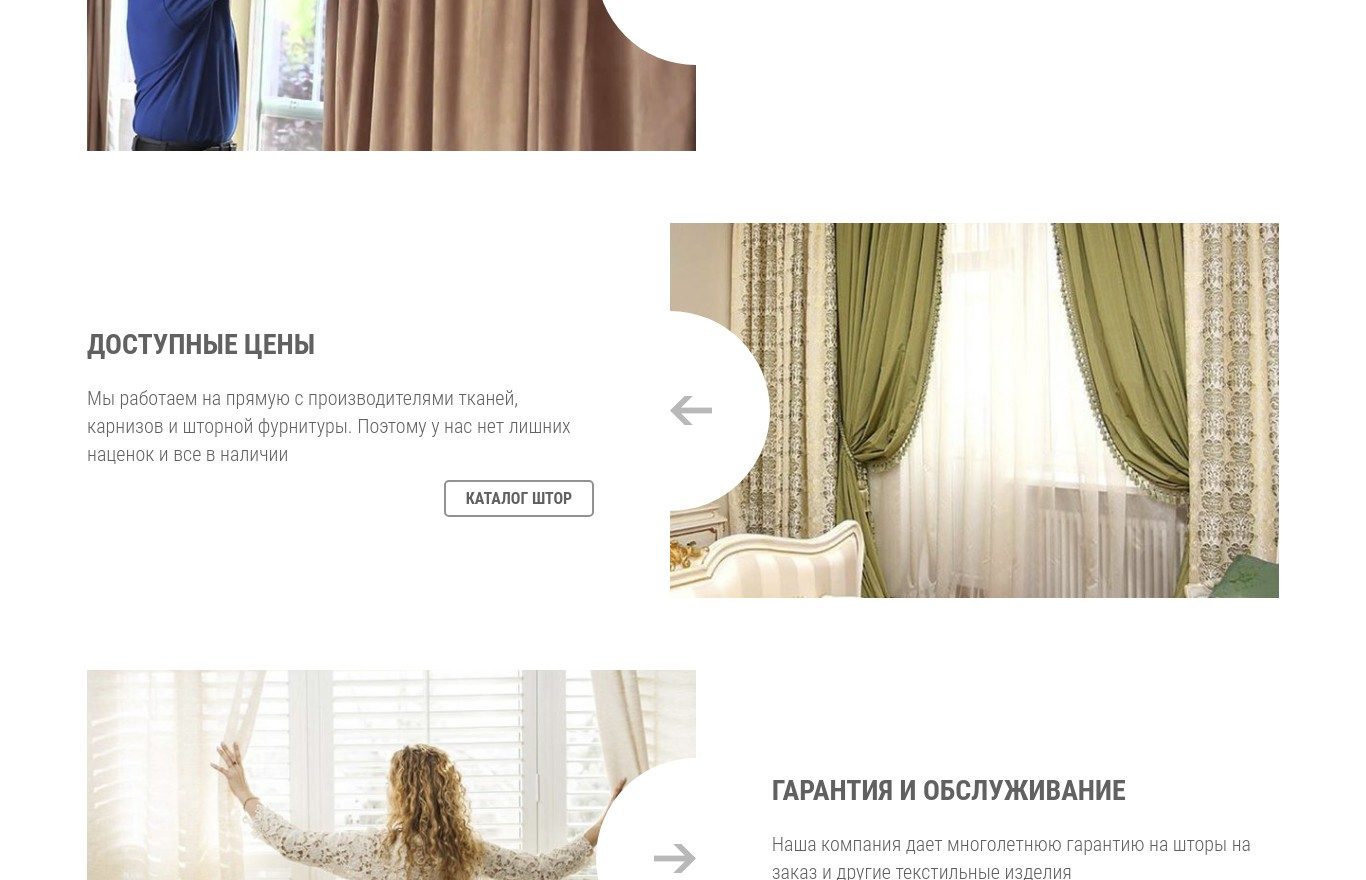 ДОСТУПНЫЕ ЦЕНЫ
Мы работаем на прямую с производителями тканей,
карнизов и шторной фурнитуры. Поэтому у нас нет лишних
наценок и все в наличии
КАТАЛОГ ШТОР
ГАРАНТИЯ И ОБСЛУЖИВАНИЕ
Наша компания дает многолетнюю гарантию на шторы на
заказ и другие текстильные изделия